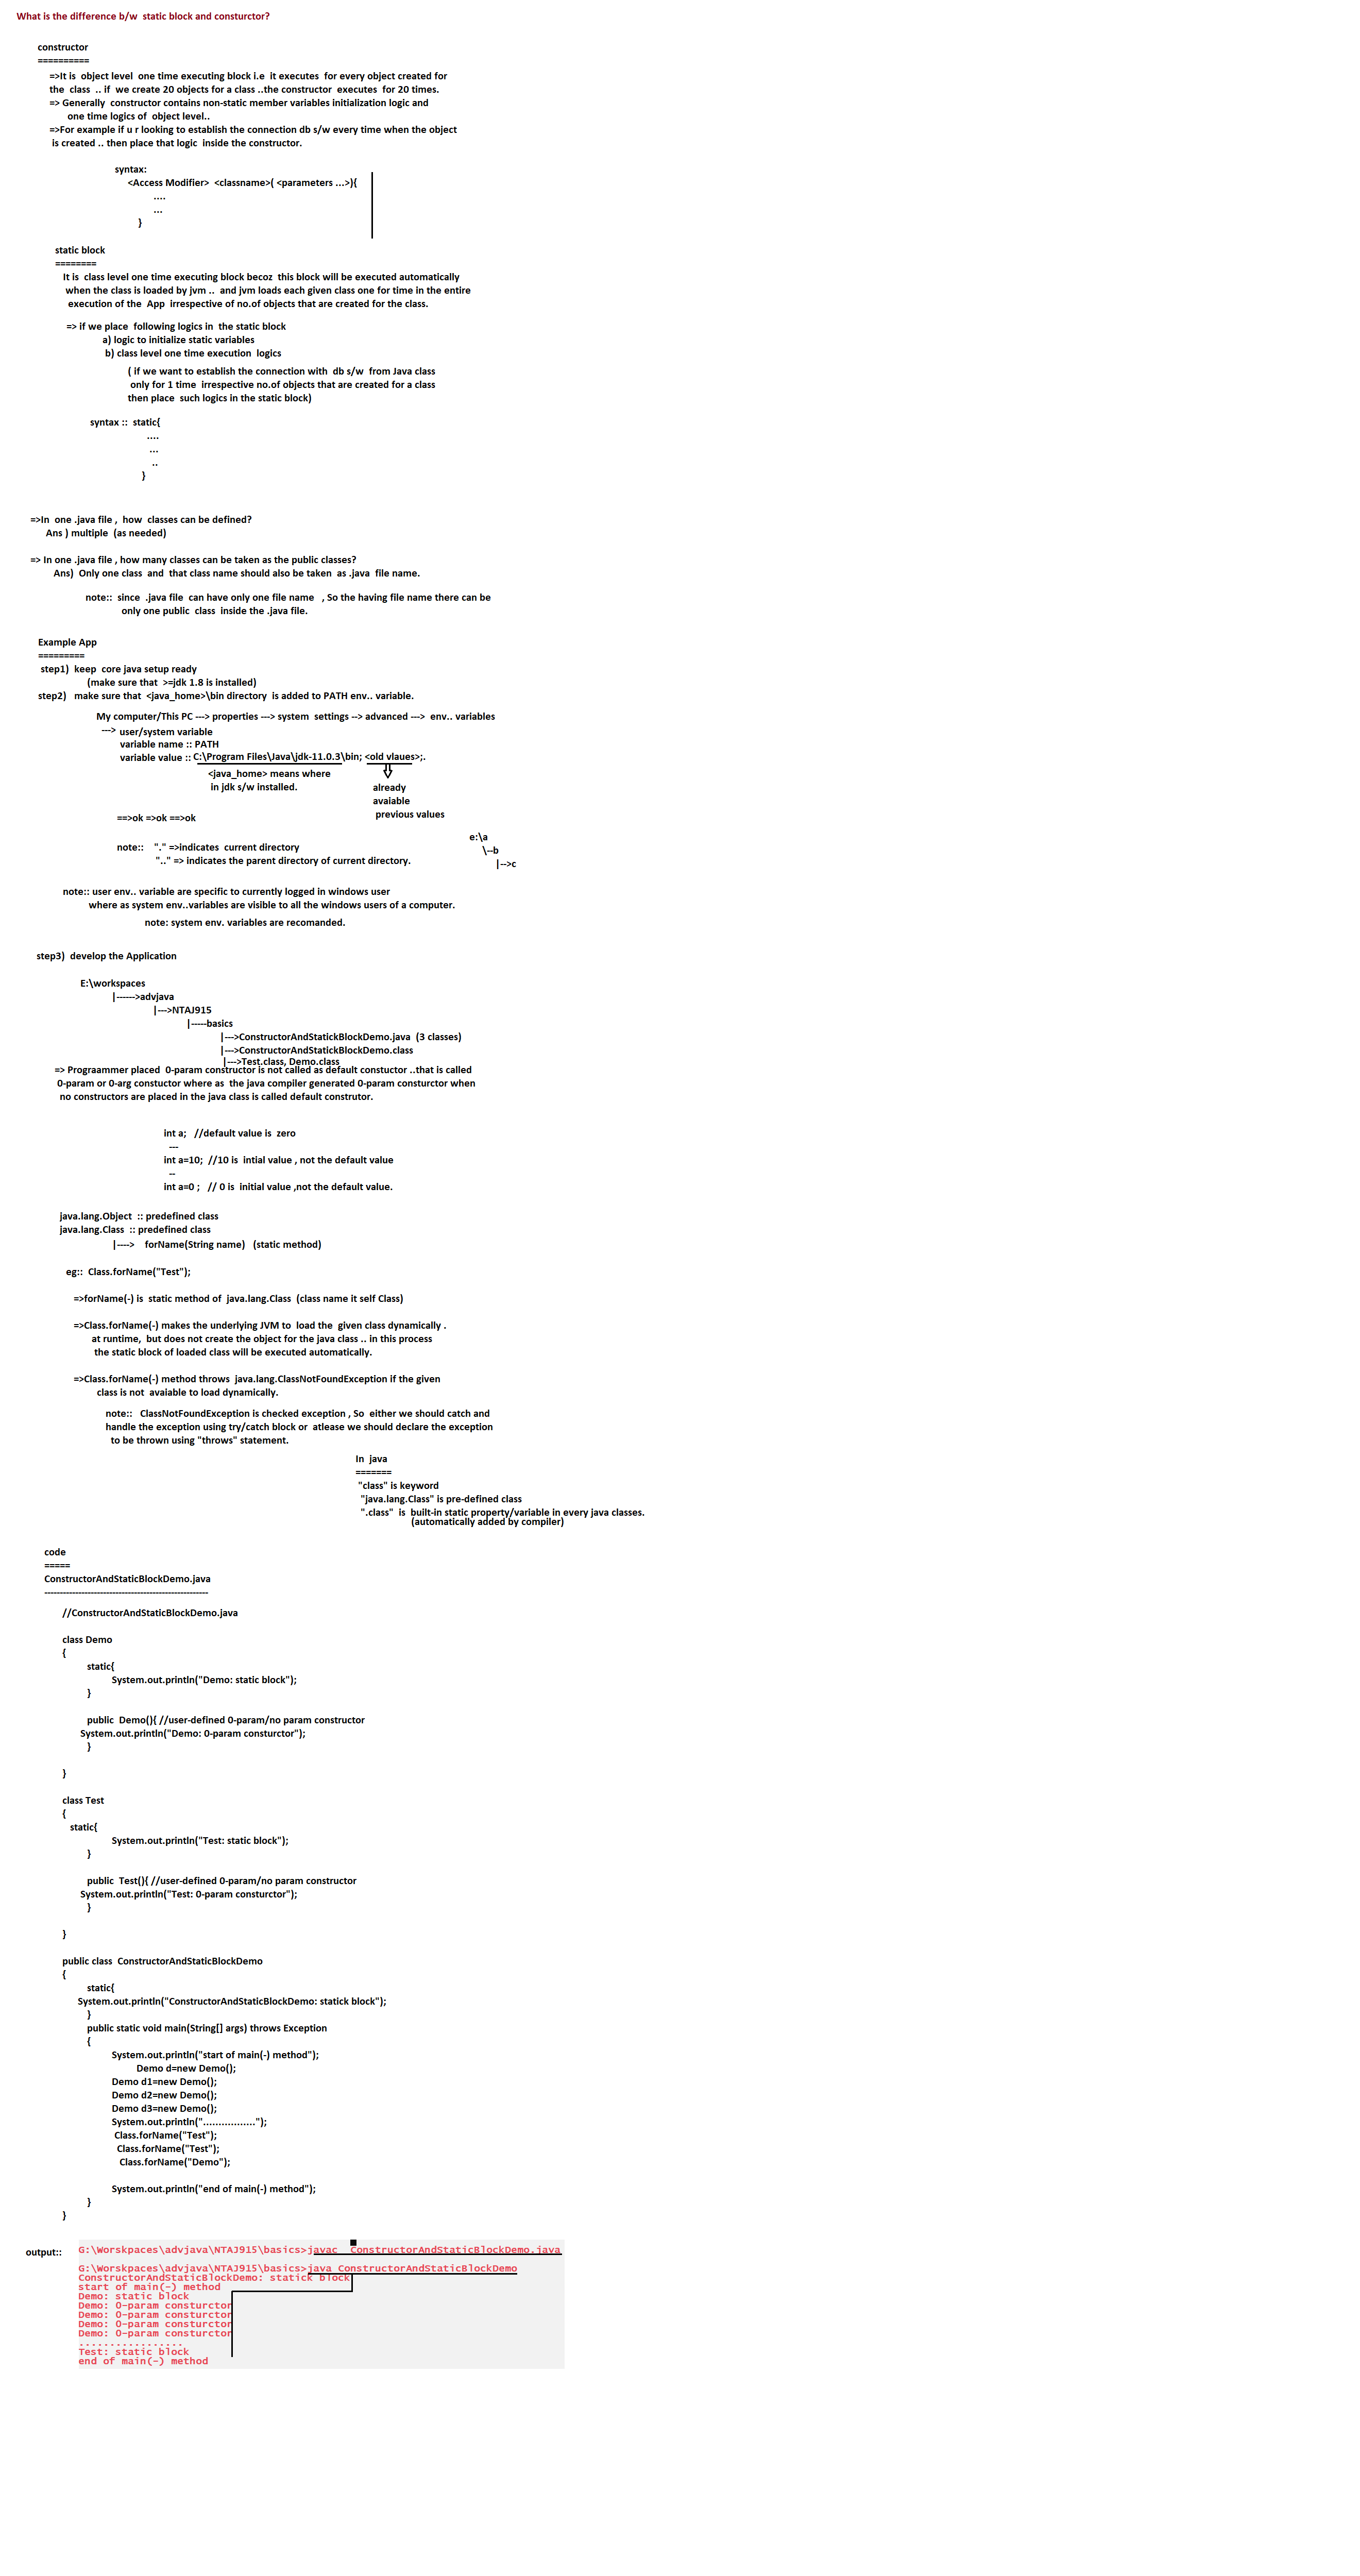 What is the difference b/w  static block and consturctor?
constructor
==========
=>It is  object level  one time executing block i.e  it executes  for every object created for
the  class  .. if  we create 20 objects for a class ..the constructor  executes  for 20 times.
=> Generally  constructor contains non-static member variables initialization logic and
one time logics of  object level..
=>For example if u r looking to establish the connection db s/w every time when the object
is created .. then place that logic  inside the constructor.
syntax:
<Access Modifier>  <classname>( <parameters ...>){
....
...
}
static block
========
It is  class level one time executing block becoz  this block will be executed automatically
when the class is loaded by jvm ..  and jvm loads each given class one for time in the entire
execution of the  App  irrespective of no.of objects that are created for the class.
=> if we place  following logics in  the static block
a) logic to initialize static variables
b) class level one time execution  logics
( if we want to establish the connection with  db s/w  from Java class
only for 1 time  irrespective no.of objects that are created for a class
then place  such logics in the static block)
syntax ::  static{
....
...
..
}
=>In  one .java file ,  how  classes can be defined?
Ans ) multiple  (as needed)
=> In one .java file , how many classes can be taken as the public classes?
Ans)  Only one class  and  that class name should also be taken  as .java  file name.
note::  since  .java file  can have only one file name   , So the having file name there can be
only one public  class  inside the .java file.
Example App
=========
step1)  keep  core java setup ready
(make sure that  >=jdk 1.8 is installed)
step2)   make sure that  <java_home>\bin directory  is added to PATH env.. variable.
My computer/This PC ---> properties ---> system  settings --> advanced --->  env.. variables
---> user/system variable
variable name :: PATH
variable value :: C:\Program Files\Java\jdk-11.0.3\bin; <old vlaues>;.
<java_home> means where
in jdk s/w installed.
already
avaiable
previous values
==>ok =>ok ==>ok
e:\a
\--b
|-->c
note::    "." =>indicates  current directory
".." => indicates the parent directory of current directory.
note:: user env.. variable are specific to currently logged in windows user
where as system env..variables are visible to all the windows users of a computer.
note: system env. variables are recomanded.
step3)  develop the Application
E:\workspaces
|------>advjava
|--->NTAJ915
|-----basics
|--->ConstructorAndStatickBlockDemo.java  (3 classes)
|--->ConstructorAndStatickBlockDemo.class
|--->Test.class, Demo.class
=> Prograammer placed  0-param constructor is not called as default constuctor ..that is called
0-param or 0-arg constuctor where as  the java compiler generated 0-param consturctor when
no constructors are placed in the java class is called default construtor.
int a;   //default value is  zero
---
int a=10;  //10 is  intial value , not the default value
--
int a=0 ;   // 0 is  initial value ,not the default value.
java.lang.Object  :: predefined class
java.lang.Class  :: predefined class
|---->    forName(String name)   (static method)
eg::  Class.forName("Test");
=>forName(-) is  static method of  java.lang.Class  (class name it self Class)
=>Class.forName(-) makes the underlying JVM to  load the  given class dynamically .
at runtime,  but does not create the object for the java class .. in this process
the static block of loaded class will be executed automatically.
=>Class.forName(-) method throws  java.lang.ClassNotFoundException if the given
class is not  avaiable to load dynamically.
note::   ClassNotFoundException is checked exception , So  either we should catch and
handle the exception using try/catch block or  atlease we should declare the exception
to be thrown using "throws" statement.
In  java
=======
"class" is keyword
"java.lang.Class" is pre-defined class
".class"  is  built-in static property/variable in every java classes.
(automatically added by compiler)
code
=====
ConstructorAndStaticBlockDemo.java
-----------------------------------------------------
//ConstructorAndStaticBlockDemo.java
class Demo
{
static{
System.out.println("Demo: static block");
}
public  Demo(){ //user-defined 0-param/no param constructor
System.out.println("Demo: 0-param consturctor");
}
}
class Test
{
static{
System.out.println("Test: static block");
}
public  Test(){ //user-defined 0-param/no param constructor
System.out.println("Test: 0-param consturctor");
}
}
public class  ConstructorAndStaticBlockDemo
{
static{
System.out.println("ConstructorAndStaticBlockDemo: statick block");
}
public static void main(String[] args) throws Exception
{
System.out.println("start of main(-) method");
Demo d=new Demo();
Demo d1=new Demo();
Demo d2=new Demo();
Demo d3=new Demo();
System.out.println(".................");
Class.forName("Test");
Class.forName("Test");
Class.forName("Demo");
System.out.println("end of main(-) method");
}
}
output::
G:\Worskpaces\advjava\NTAJ915\basics>javac  ConstructorAndStaticBlockDemo.java
G:\Worskpaces\advjava\NTAJ915\basics>java ConstructorAndStaticBlockDemo
ConstructorAndStaticBlockDemo: statick block
start of main(-) method
Demo: static block
Demo: 0-param consturctor
Demo: 0-param consturctor
Demo: 0-param consturctor
Demo: 0-param consturctor
.................
Test: static block
end of main(-) method